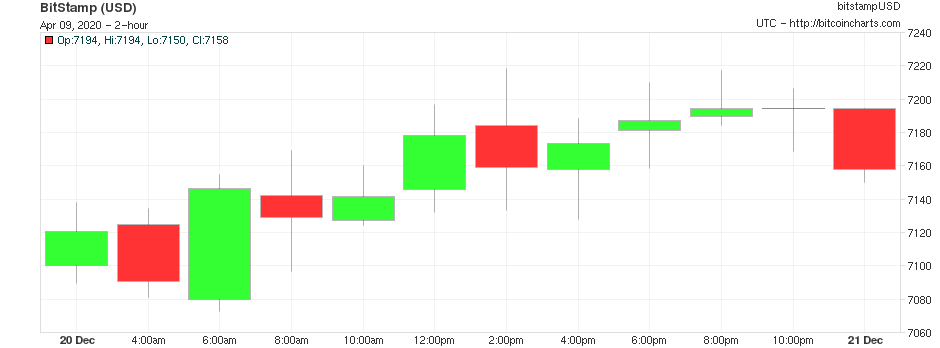 BitStamp (USD)
bitstampUSD
Apr 09, 2020 - 2-hour
UTC - http://bitcoincharts.com
Op:7194, Hi:7194, Lo:7150, Cl:7158
7240
7220
7200
7180
7160
7140
7120
7100
7080
7060
20 Dec 4:00am 6:00am 8:00am 10:00am 12:00pm 2:00pm 4:00pm 6:00pm 8:00pm 10:00pm 21 Dec